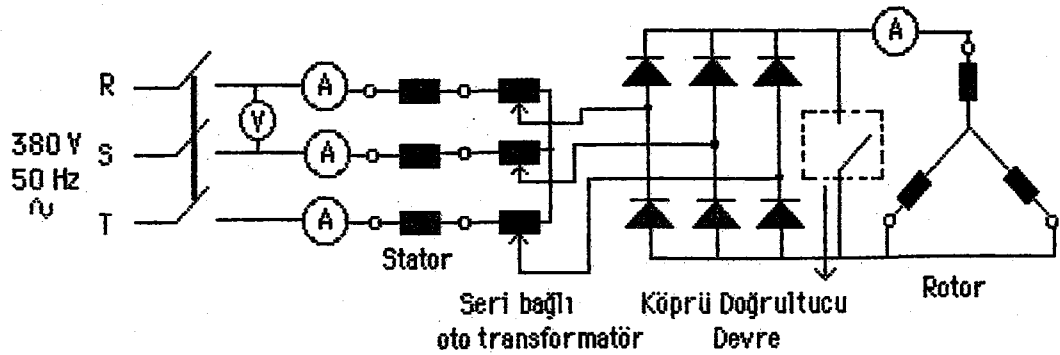 R
A
V
380 V
S
A
50 Hz
T
A
Stator
Seri bağlı
oto transformatör
Köprü Doğrultucu
Devre
A
Rotor